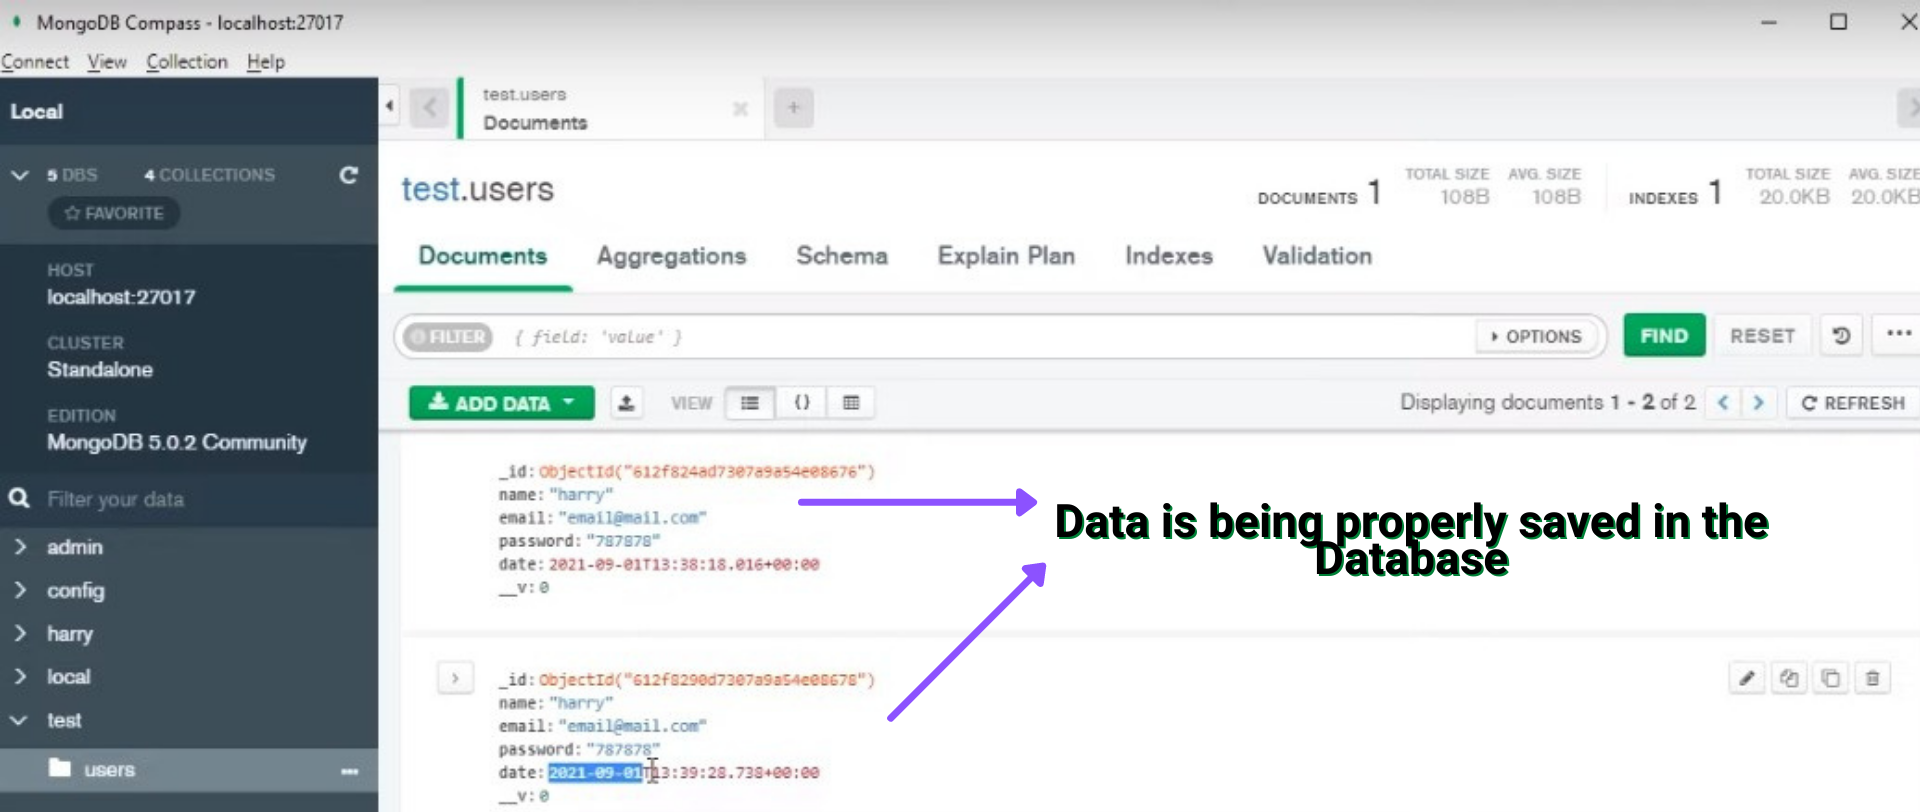 MongoDB Compass - localhost:27017
Connect View Collection Help
Local
5 DBS 4 COLLECTIONS
FAVORITE
HOST
localhost:27017
CLUSTER
Standalone
EDITION
MongoDB 5.0.2 Community
Filter your data
admin
config
harry
local
test
users
test.users
Documents
test.users
DOCUMENTS 1 TOTAL SIZE 108B AVG. SIZE 108B INDEXES 1 TOTAL SIZE 20.0KB AVG. SIZE 20.0KB
Documents Aggregations Schema Explain Plan Indexes Validation
FILTER { field: 'value' } OPTIONS FIND RESET
ADD DATA VIEW {} Displaying documents 1 - 2 of 2 REFRESH
_id: ObjectId("612f824ad7307a9a54e08676")
name: "harry"
email: "email@mail.com"
password: "787878"
date: 2021-09-01T13:38:18.016+00:00
__v: 0
Data is being properly saved in the
Database
_id: ObjectId("612f8290d7307a9a54e08678")
name: "harry"
email: "email@mail.com"
password: "787878"
date: 2021-09-01T13:39:28.738+00:00
__v: 0